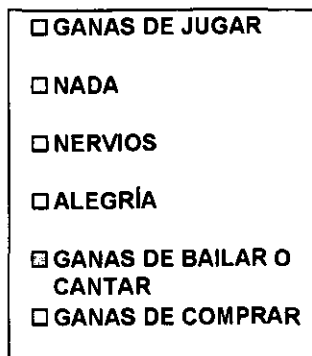 GANAS DE JUGAR
NADA
NERVIOS
ALEGRÍA
GANAS DE BAILAR O
CANTAR
GANAS DE COMPRAR